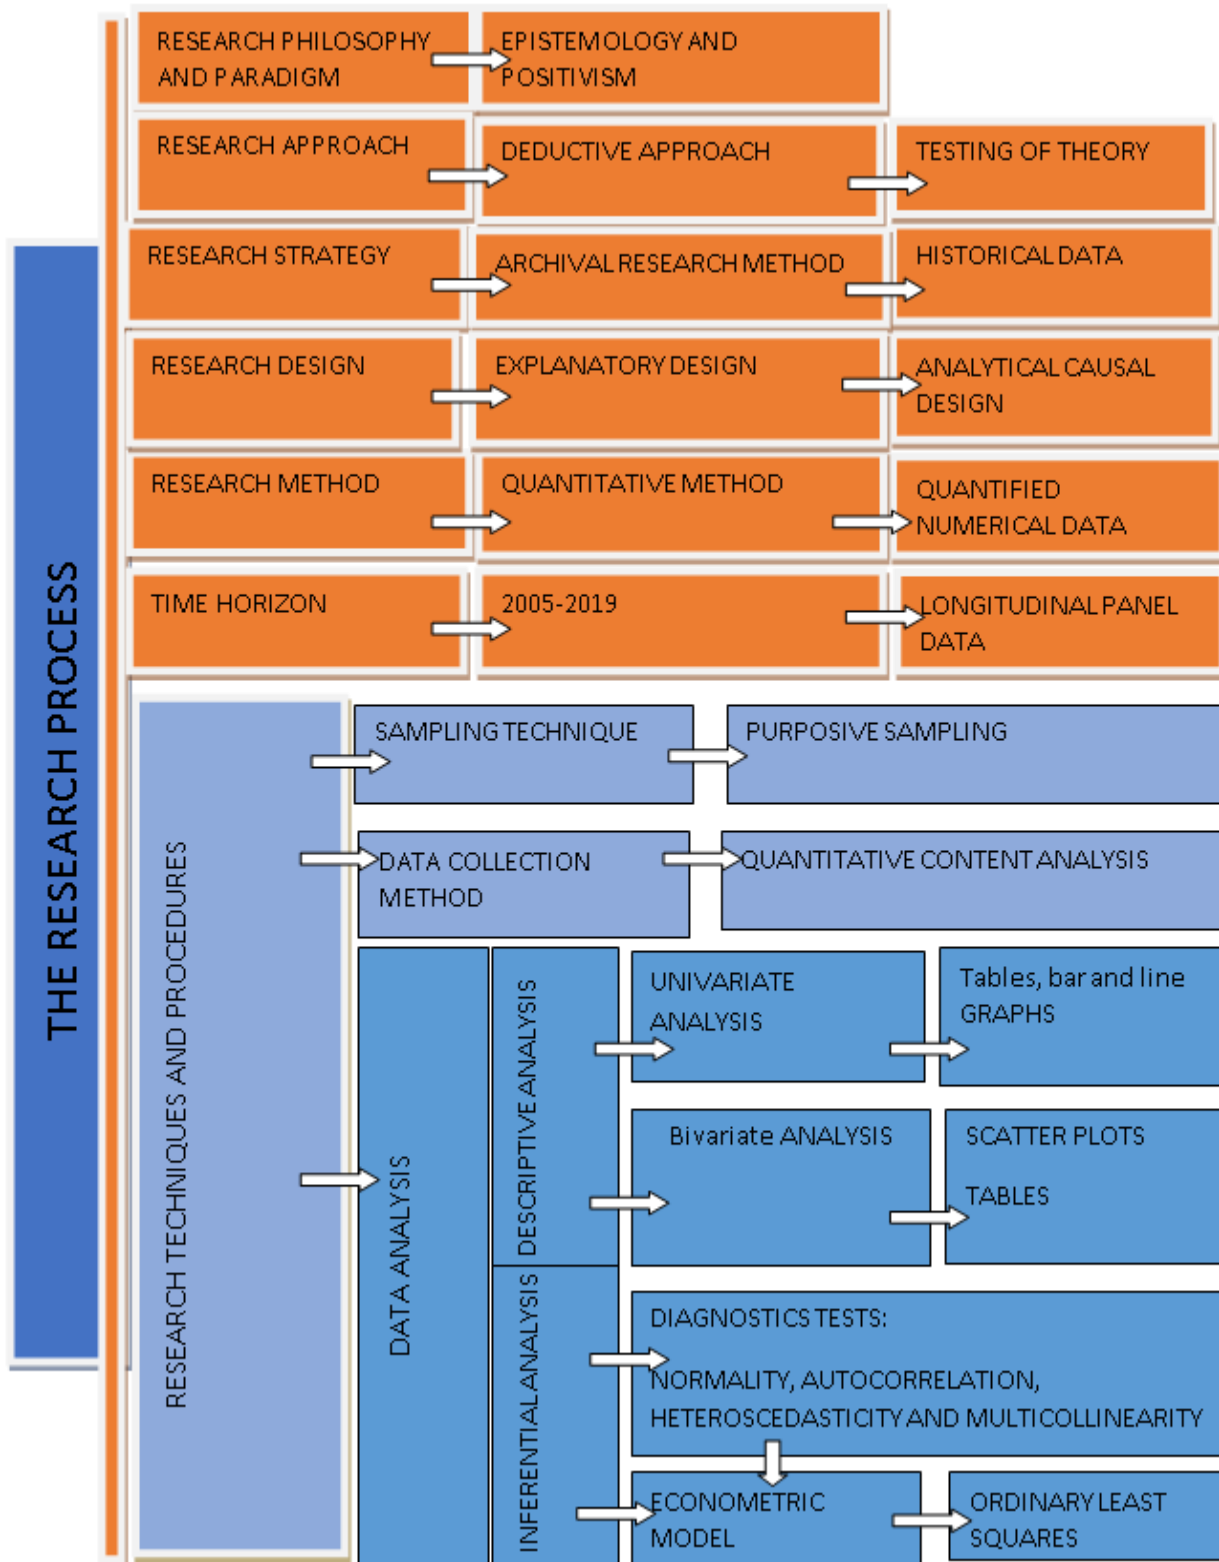 THE RESEARCH PROCESS
RESEARCH PHILOSOPHY
AND PARADIGM
EPISTEMOLOGY AND
POSITIVISM
RESEARCH APPROACH
DEDUCTIVE APPROACH
TESTING OF THEORY
RESEARCH STRATEGY
ARCHIVAL RESEARCH METHOD
HISTORICAL DATA
RESEARCH DESIGN
EXPLANATORY DESIGN
ANALYTICAL CAUSAL
DESIGN
RESEARCH METHOD
QUANTITATIVE METHOD
QUANTIFIED
NUMERICAL DATA
TIME HORIZON
2005-2019
LONGITUDINAL PANEL
DATA
RESEARCH TECHNIQUES AND PROCEDURES
SAMPLING TECHNIQUE
PURPOSIVE SAMPLING
DATA COLLECTION
METHOD
QUANTITATIVE CONTENT ANALYSIS
DATA ANALYSIS
DESCRIPTIVE ANALYSIS
UNIVARIATE
ANALYSIS
Tables, bar and line
GRAPHS
Bivariate ANALYSIS
SCATTER PLOTS
TABLES
INFERENTIAL ANALYSIS
DIAGNOSTICS TESTS:
NORMALITY, AUTOCORRELATION,
HETEROSCEDASTICITY AND MULTICOLLINEARITY
ECONOMETRIC
MODEL
ORDINARY LEAST
SQUARES